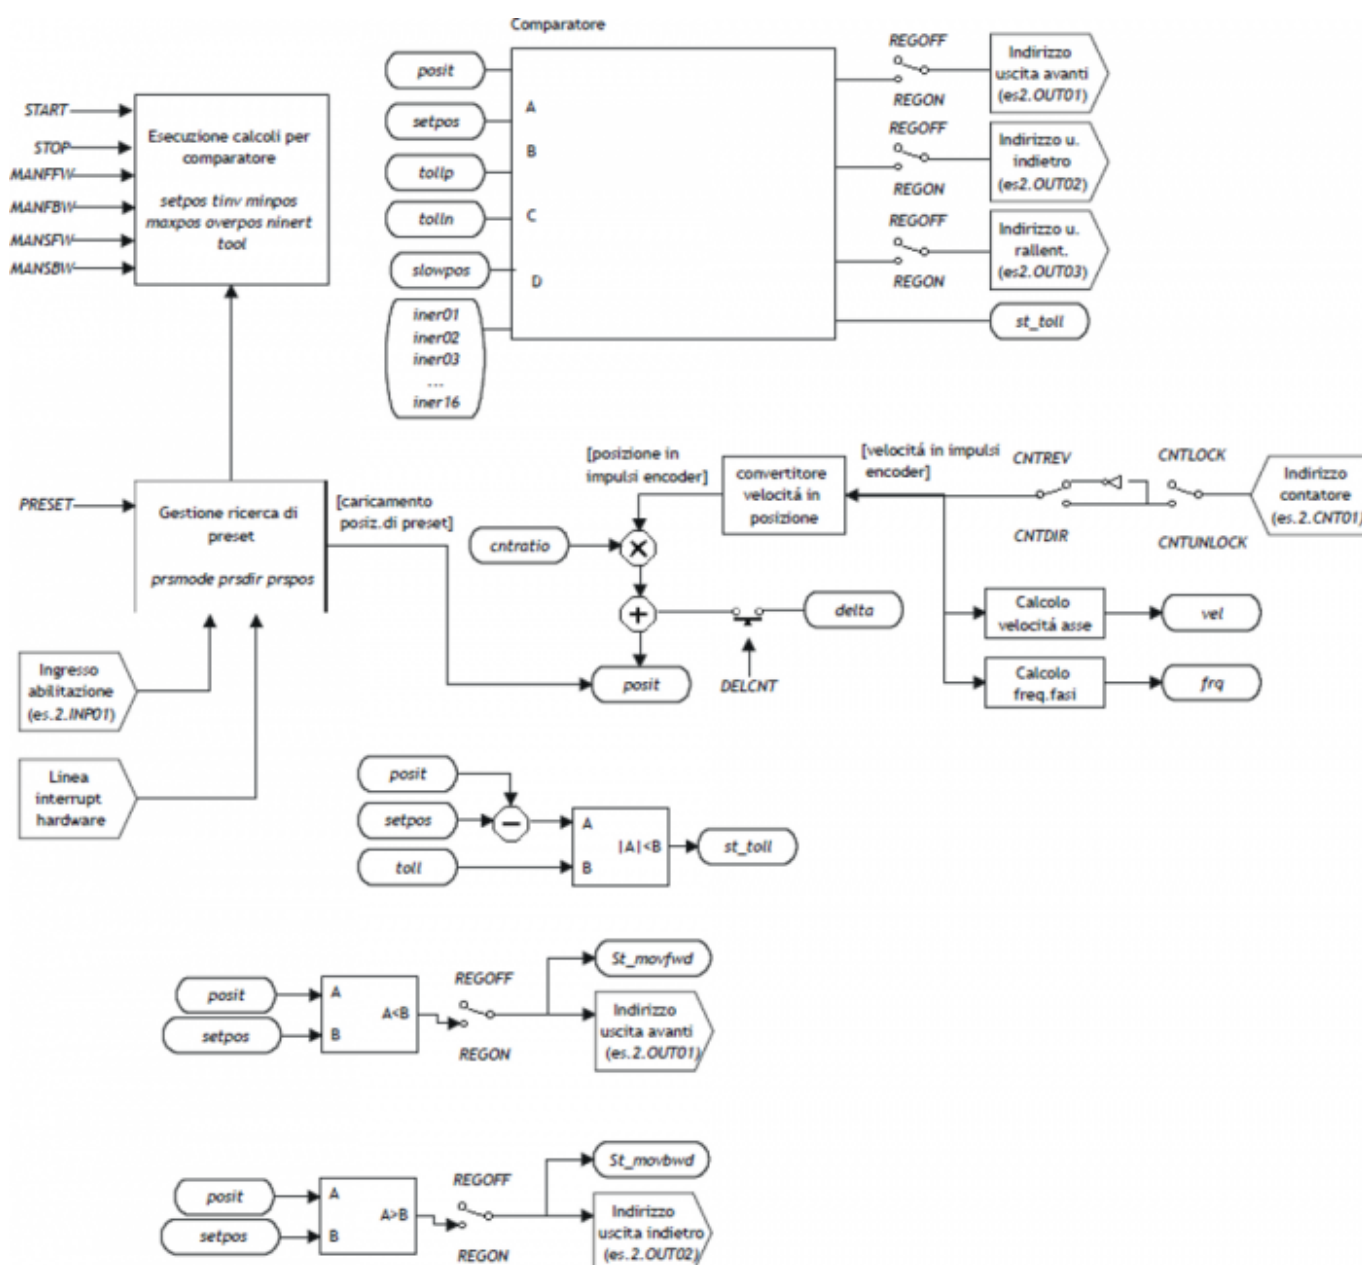 Comparatore
posit
setpos
tollp
tolln
slowpos
iner01
iner02
iner03
...
iner16
A
B
C
D
REGOFF
REGON
Indirizzo
uscita avanti
(es2.OUT01)
REGOFF
REGON
Indirizzo u.
indietro
(es2.OUT02)
REGOFF
REGON
Indirizzo u.
rallent.
(es2.OUT03)
st_toll
START
STOP
MANFFW
MANFBW
MANSFW
MANSBW
Esecuzione calcoli per
comparatore
setpos tinv minpos
maxpos overpos ninert
tool
PRESET
Gestione ricerca di
preset
prsmode prsdir prspos
[caricamento
posiz.di preset]
Ingresso
abilitazione
(es.2.INP01)
Linea
interrupt
hardware
[posizione in
impulsi encoder]
convertitore
velocitá in
posizione
[velocitá in impulsi
encoder]
CNTREV
CNTDIR
CNTLOCK
CNTUNLOCK
Indirizzo
contatore
(es.2.CNT01)
cntratio
×
+
delta
DELCNT
posit
Calcolo
velocitá asse
vel
Calcolo
freq.fasi
frq
posit
setpos
−
toll
A
B
|A|<B
st_toll
posit
setpos
A
B
A<B
REGOFF
REGON
St_movfwd
Indirizzo
uscita avanti
(es.2.OUT01)
posit
setpos
A
B
A>B
REGOFF
REGON
St_movbwd
Indirizzo
uscita indietro
(es.2.OUT02)